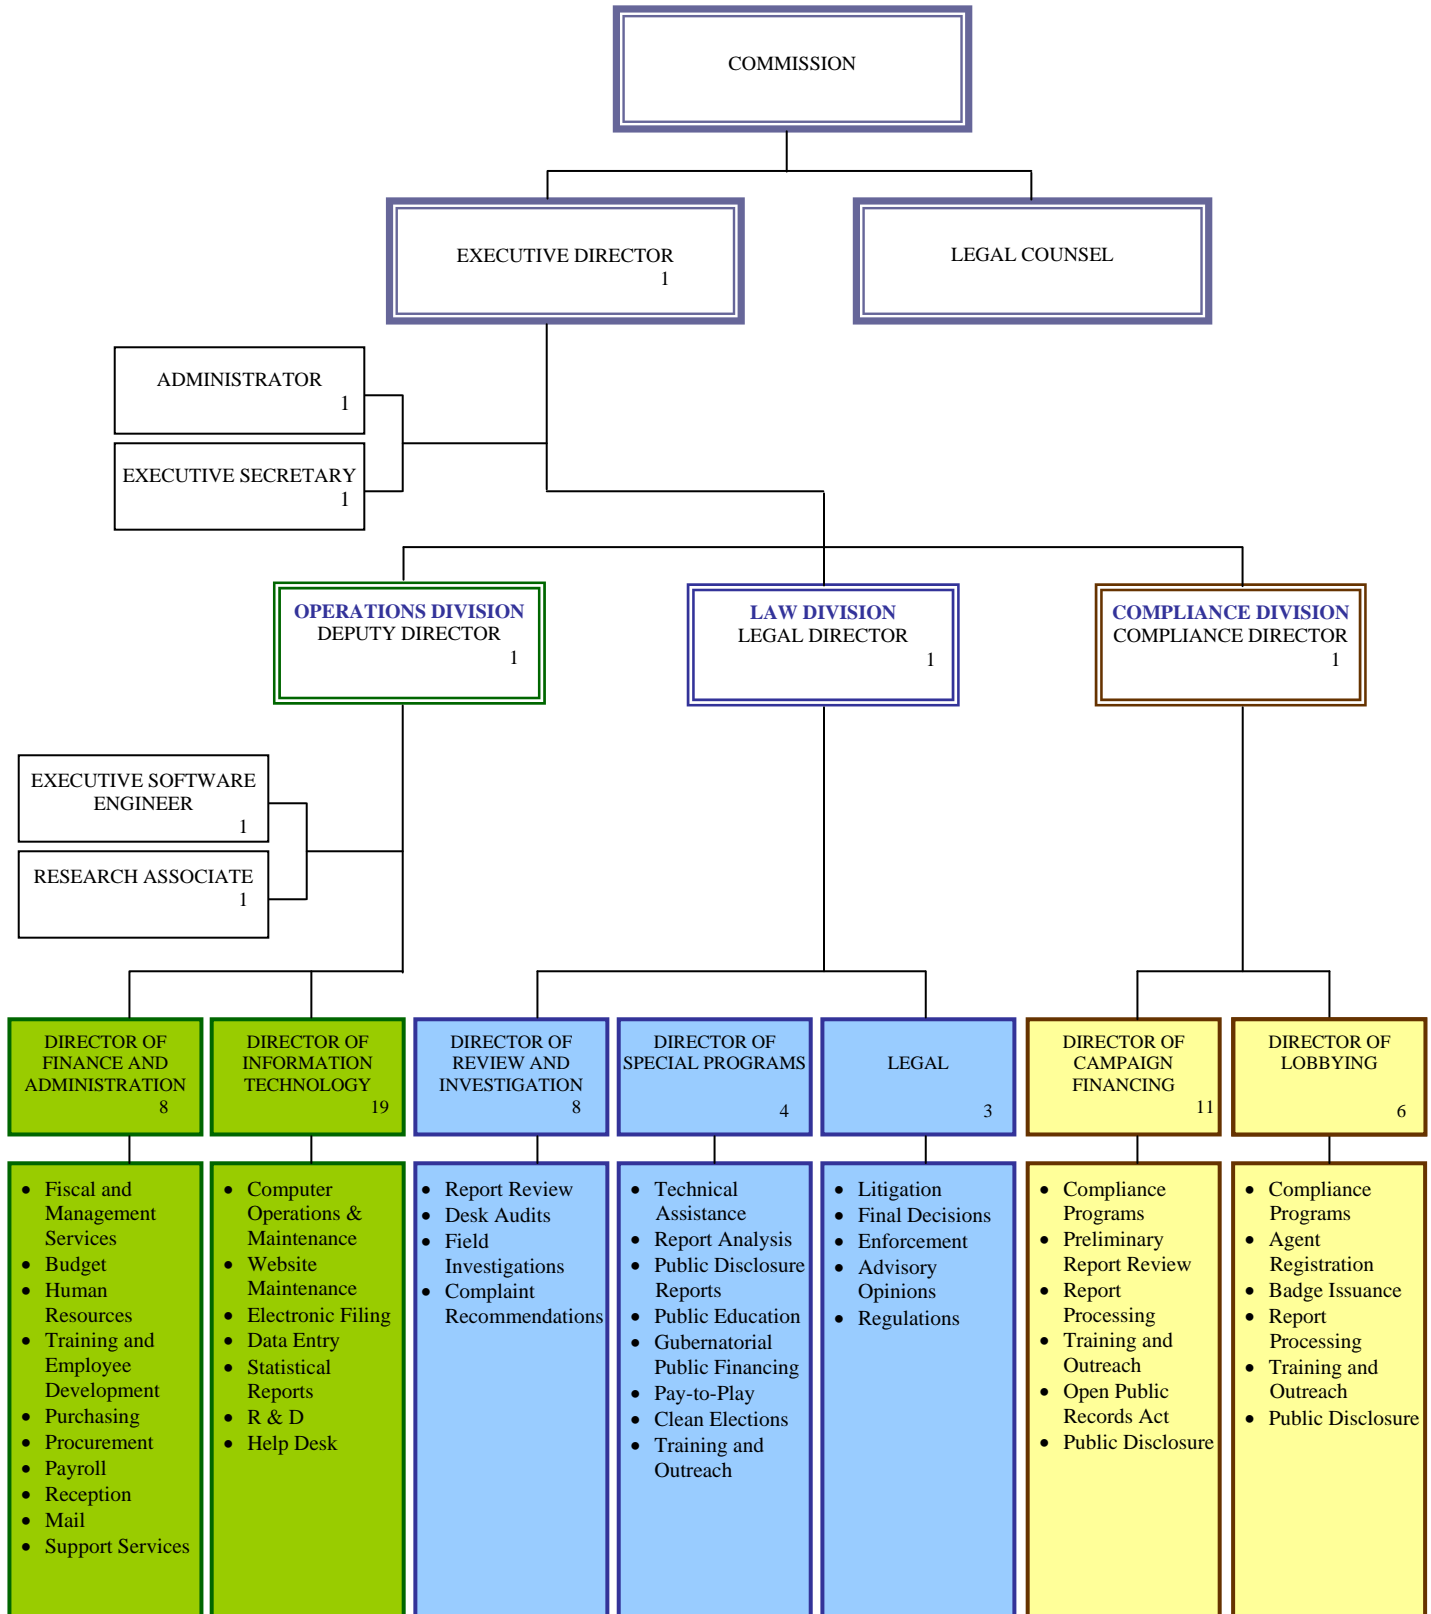 COMMISSION
EXECUTIVE DIRECTOR
1
LEGAL COUNSEL
ADMINISTRATOR
1
EXECUTIVE SECRETARY
1
OPERATIONS DIVISION
DEPUTY DIRECTOR
1
LAW DIVISION
LEGAL DIRECTOR
1
COMPLIANCE DIVISION
COMPLIANCE DIRECTOR
1
EXECUTIVE SOFTWARE
ENGINEER
1
RESEARCH ASSOCIATE
1
DIRECTOR OF
FINANCE AND
ADMINISTRATION
8
DIRECTOR OF
INFORMATION
TECHNOLOGY
19
DIRECTOR OF
REVIEW AND
INVESTIGATION
8
DIRECTOR OF
SPECIAL PROGRAMS
4
LEGAL
3
DIRECTOR OF
CAMPAIGN
FINANCING
11
DIRECTOR OF
LOBBYING
6
• Fiscal and
Management
Services
• Budget
• Human
Resources
• Training and
Employee
Development
• Purchasing
• Procurement
• Payroll
• Reception
• Mail
• Support Services
• Computer
Operations &
Maintenance
• Website
Maintenance
• Electronic Filing
• Data Entry
• Statistical
Reports
• R & D
• Help Desk
• Report Review
• Desk Audits
• Field
Investigations
• Complaint
Recommendations
• Technical
Assistance
• Report Analysis
• Public Disclosure
Reports
• Public Education
• Gubernatorial
Public Financing
• Pay-to-Play
• Clean Elections
• Training and
Outreach
• Litigation
• Final Decisions
• Enforcement
• Advisory
Opinions
• Regulations
• Compliance
Programs
• Preliminary
Report Review
• Report
Processing
• Training and
Outreach
• Open Public
Records Act
• Public Disclosure
• Compliance
Programs
• Agent
Registration
• Badge Issuance
• Report
Processing
• Training and
Outreach
• Public Disclosure